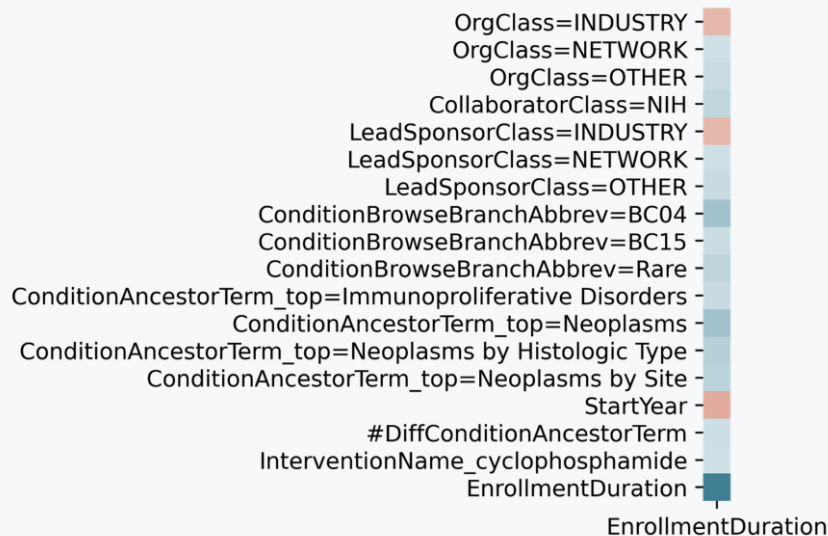 OrgClass=INDUSTRY
OrgClass=NETWORK
OrgClass=OTHER
CollaboratorClass=NIH
LeadSponsorClass=INDUSTRY
LeadSponsorClass=NETWORK
LeadSponsorClass=OTHER
ConditionBrowseBranchAbbrev=BC04
ConditionBrowseBranchAbbrev=BC15
ConditionBrowseBranchAbbrev=Rare
ConditionAncestorTerm_top=Immunoproliferative Disorders
ConditionAncestorTerm_top=Neoplasms
ConditionAncestorTerm_top=Neoplasms by Histologic Type
ConditionAncestorTerm_top=Neoplasms by Site
StartYear
#DiffConditionAncestorTerm
InterventionName_cyclophosphamide
EnrollmentDuration
EnrollmentDuration